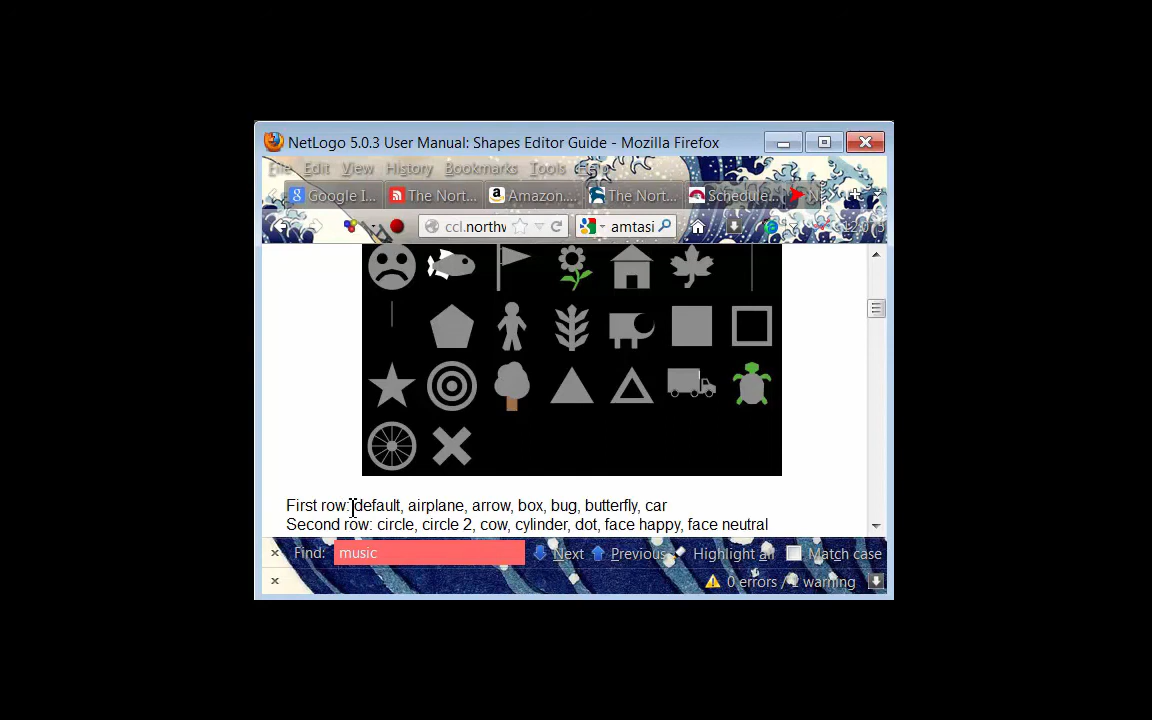 NetLogo 5.0.3 User Manual: Shapes Editor Guide - Mozilla Firefox
File Edit View History Bookmarks Tools Help
Google I... The Nort... Amazon.... The Nort... Schedule...
ccl.northw amtasi
First row: default, airplane, arrow, box, bug, butterfly, car
Second row: circle, circle 2, cow, cylinder, dot, face happy, face neutral
Find: music Next Previous Highlight all Match case
0 errors / 1 warning